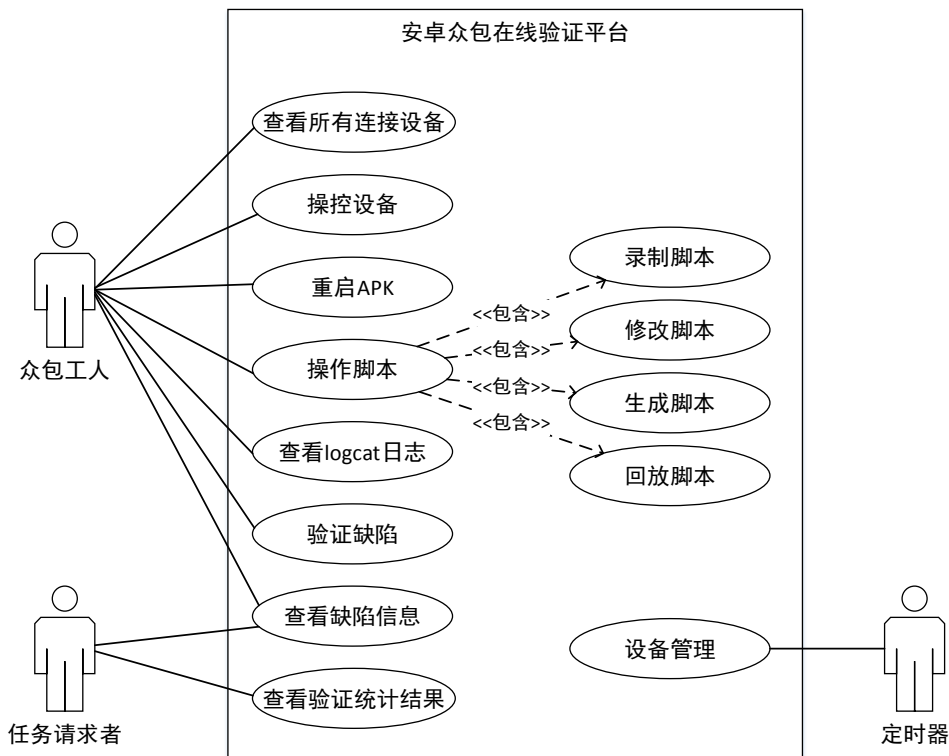 安卓众包在线验证平台
查看所有连接设备
操控设备
重启APK
操作脚本
查看logcat日志
验证缺陷
查看缺陷信息
查看验证统计结果
<<包含>>
<<包含>>
<<包含>>
<<包含>>
录制脚本
修改脚本
生成脚本
回放脚本
设备管理
众包工人
任务请求者
定时器